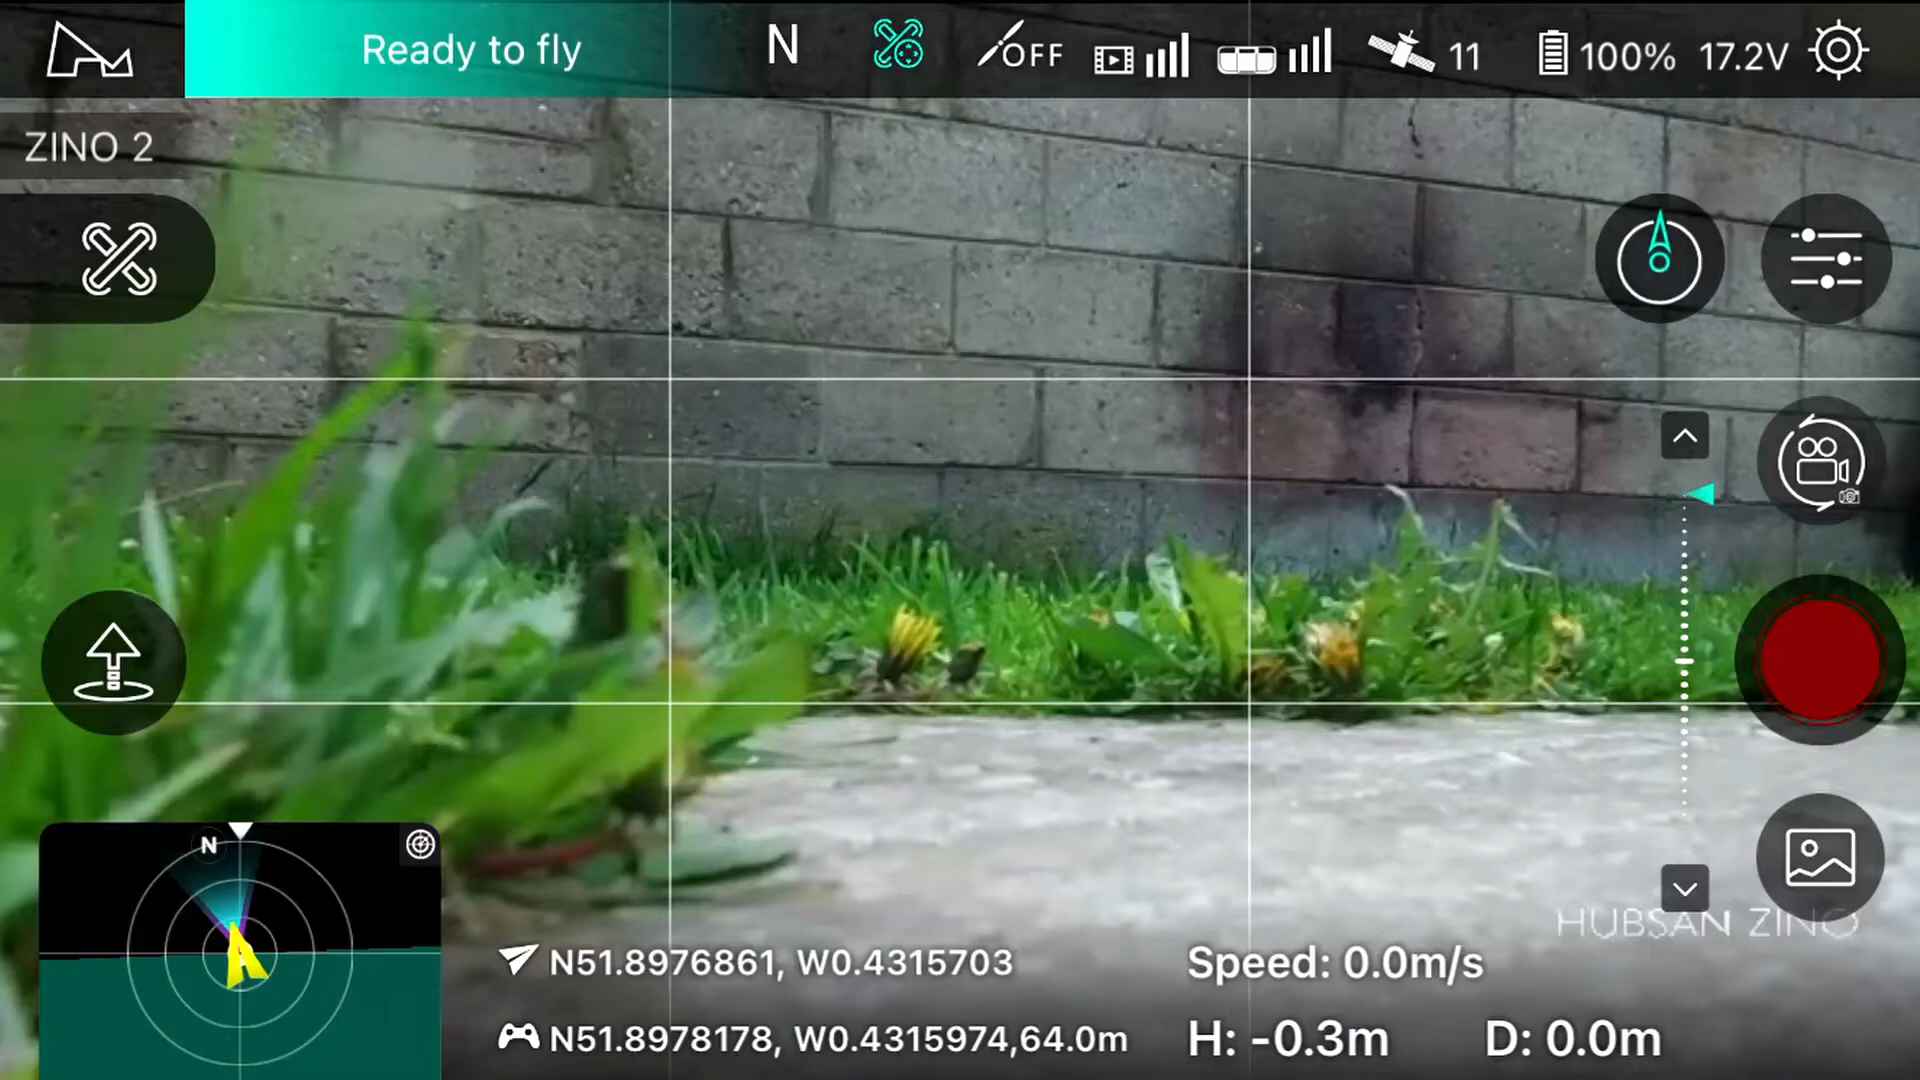 Ready to fly
N
OFF
11
100%
17.2V
ZINO 2
N
HUBSAN ZINO
N51.8976861, W0.4315703
Speed: 0.0m/s
N51.8978178, W0.4315974,64.0m
H: -0.3m
D: 0.0m